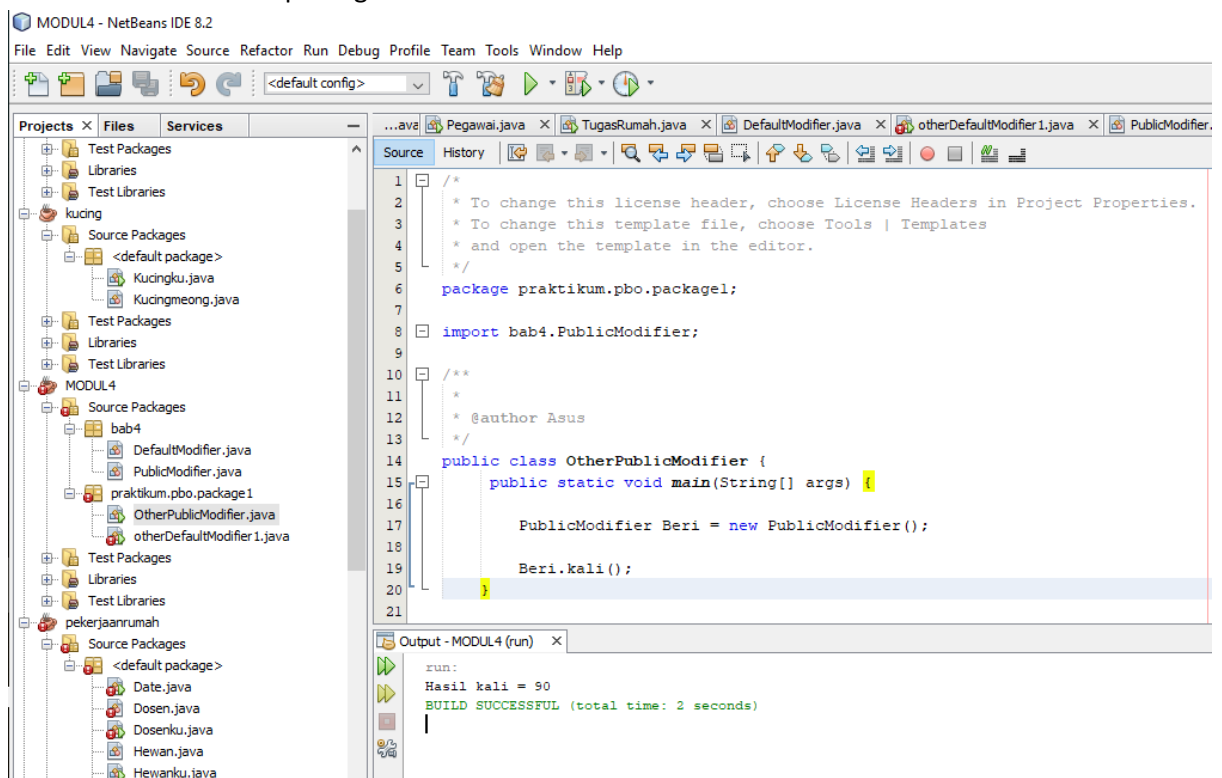 MODUL4 - NetBeans IDE 8.2
File Edit View Navigate Source Refactor Run Debug Profile Team Tools Window Help
<default config>
Projects Files Services
Test Packages
Libraries
Test Libraries
kucing
Source Packages
<default package>
Kucingku.java
Kucingmeong.java
Test Packages
Libraries
Test Libraries
MODUL4
Source Packages
bab4
DefaultModifier.java
PublicModifier.java
praktikum.pbo.package1
OtherPublicModifier.java
otherDefaultModifier1.java
Test Packages
Libraries
Test Libraries
pekerjaanrumah
Source Packages
<default package>
Date.java
Dosen.java
Dosenku.java
Hewan.java
Hewanku.java
...ava Pegawai.java TugasRumah.java DefaultModifier.java otherDefaultModifier1.java PublicModifier.
Source History
1 /*
2 * To change this license header, choose License Headers in Project Properties.
3 * To change this template file, choose Tools | Templates
4 * and open the template in the editor.
5 */
6 package praktikum.pbo.package1;
7
8 import bab4.PublicModifier;
9
10 /**
11 *
12 * @author Asus
13 */
14 public class OtherPublicModifier {
15 public static void main(String[] args) {
16
17 PublicModifier Beri = new PublicModifier();
18
19 Beri.kali();
20 }
21
Output - MODUL4 (run)
run:
Hasil kali = 90
BUILD SUCCESSFUL (total time: 2 seconds)